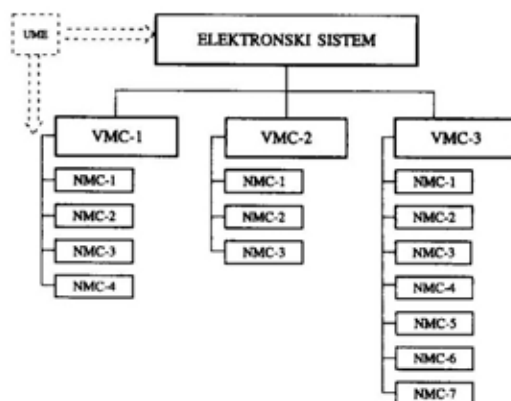 UME
ELEKTRONSKI SISTEM
VMC-1
NMC-1
NMC-2
NMC-3
NMC-4
VMC-2
NMC-1
NMC-2
NMC-3
VMC-3
NMC-1
NMC-2
NMC-3
NMC-4
NMC-5
NMC-6
NMC-7